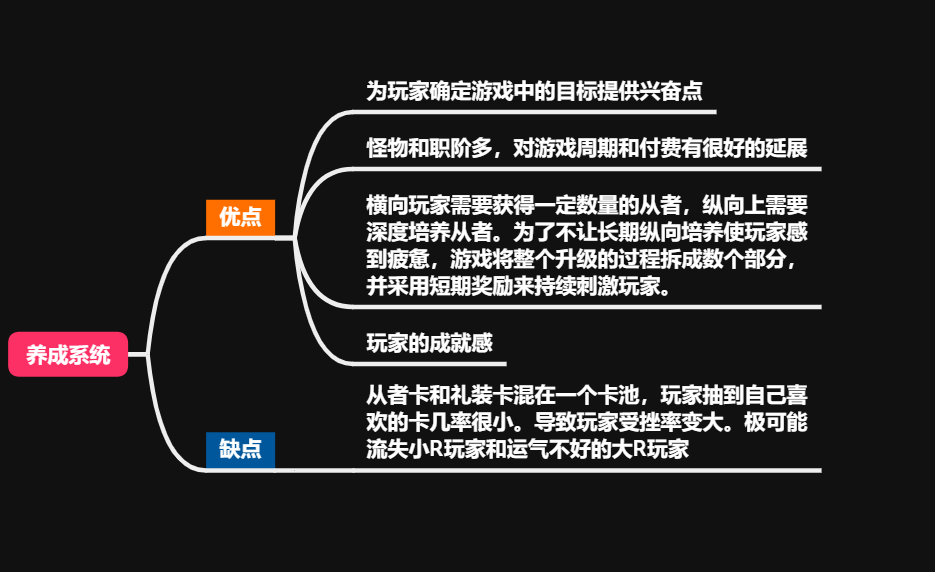 养成系统
优点
为玩家确定游戏中的目标提供兴奋点
怪物和职阶多，对游戏周期和付费有很好的延展
横向玩家需要获得一定数量的从者，纵向上需要
深度培养从者。为了不让长期纵向培养使玩家感
到疲惫，游戏将整个升级的过程拆成数个部分，
并采用短期奖励来持续刺激玩家。
玩家的成就感
缺点
从者卡和礼装卡混在一个卡池，玩家抽到自己喜
欢的卡几率很小。导致玩家受挫率变大。极可能
流失小R玩家和运气不好的大R玩家